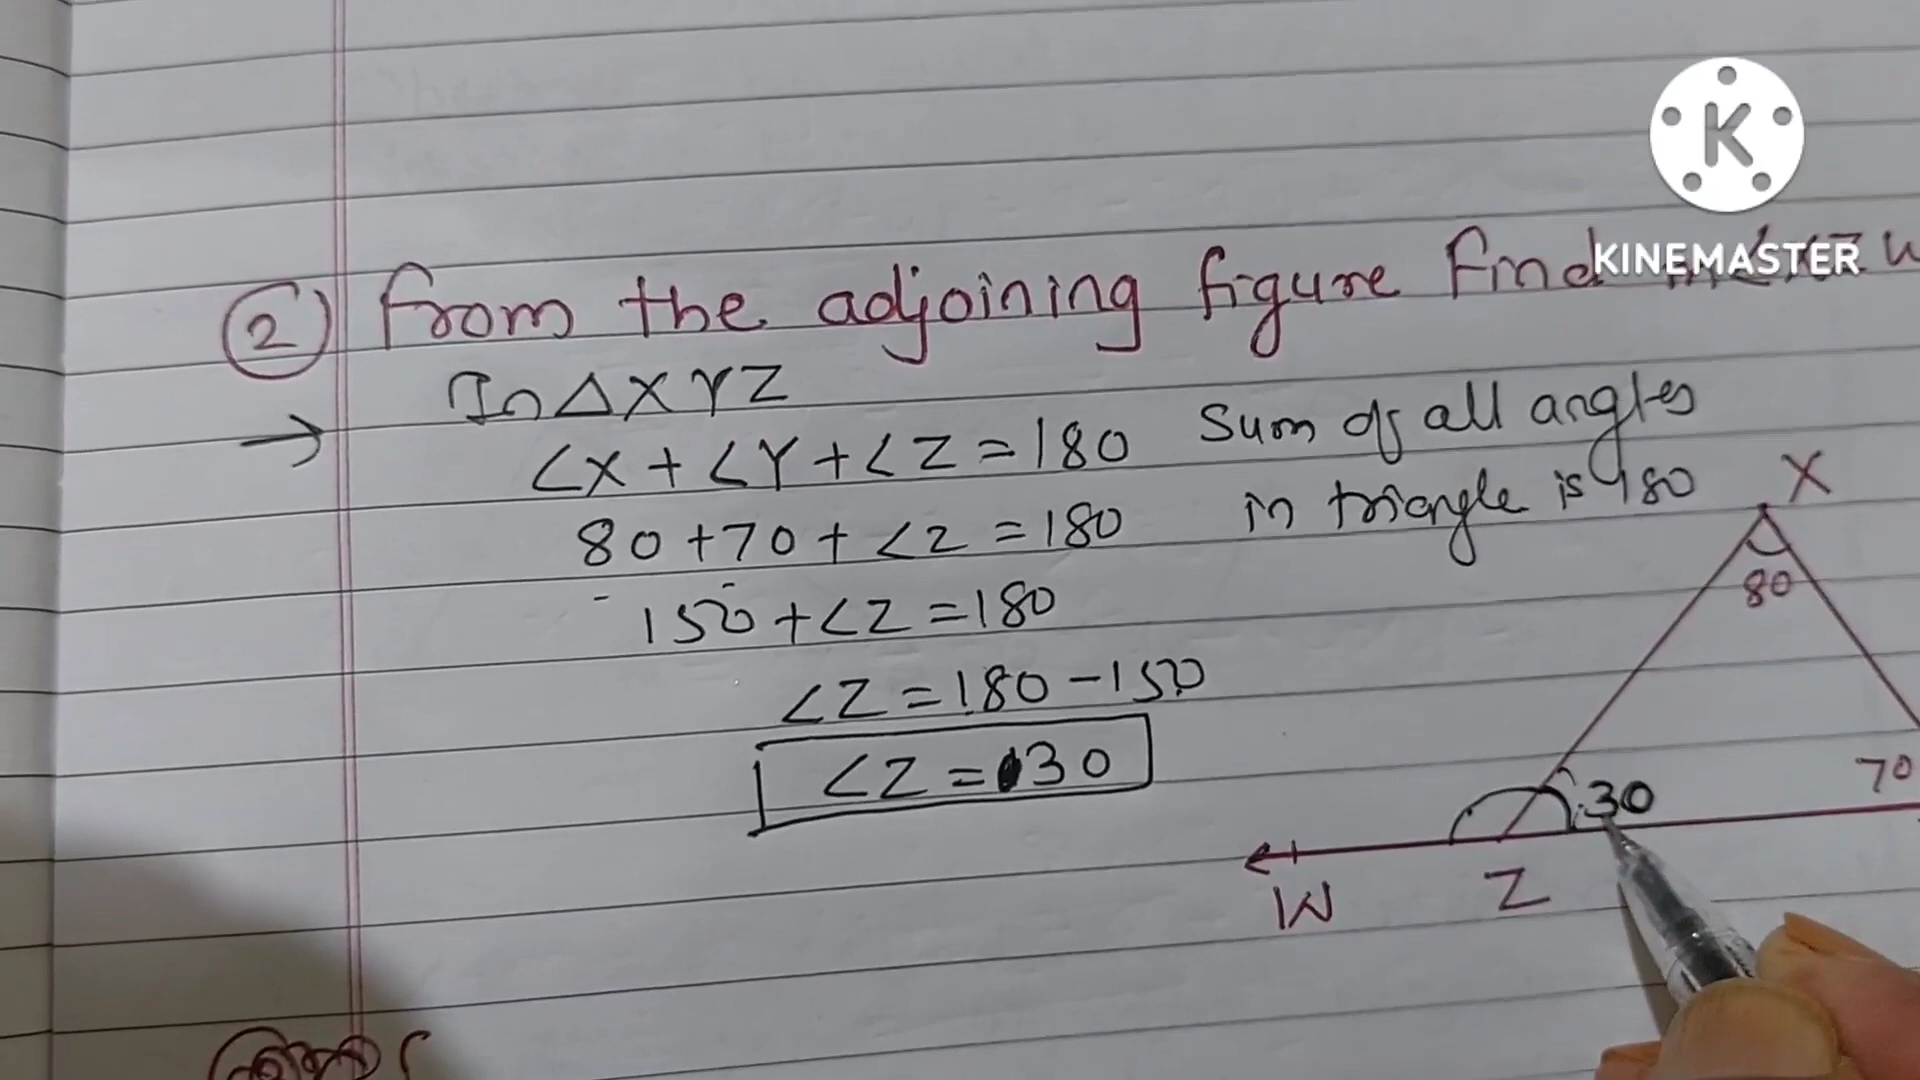 ② From the adjoining figure Find
In △XYZ
→ ∠X + ∠Y + ∠Z = 180 Sum of all angles
in triangle is 180
80 + 70 + ∠Z = 180
150 + ∠Z = 180
∠Z = 180 - 150
∠Z = 30
X
80
70
30
W
Z
K
KINEMASTER